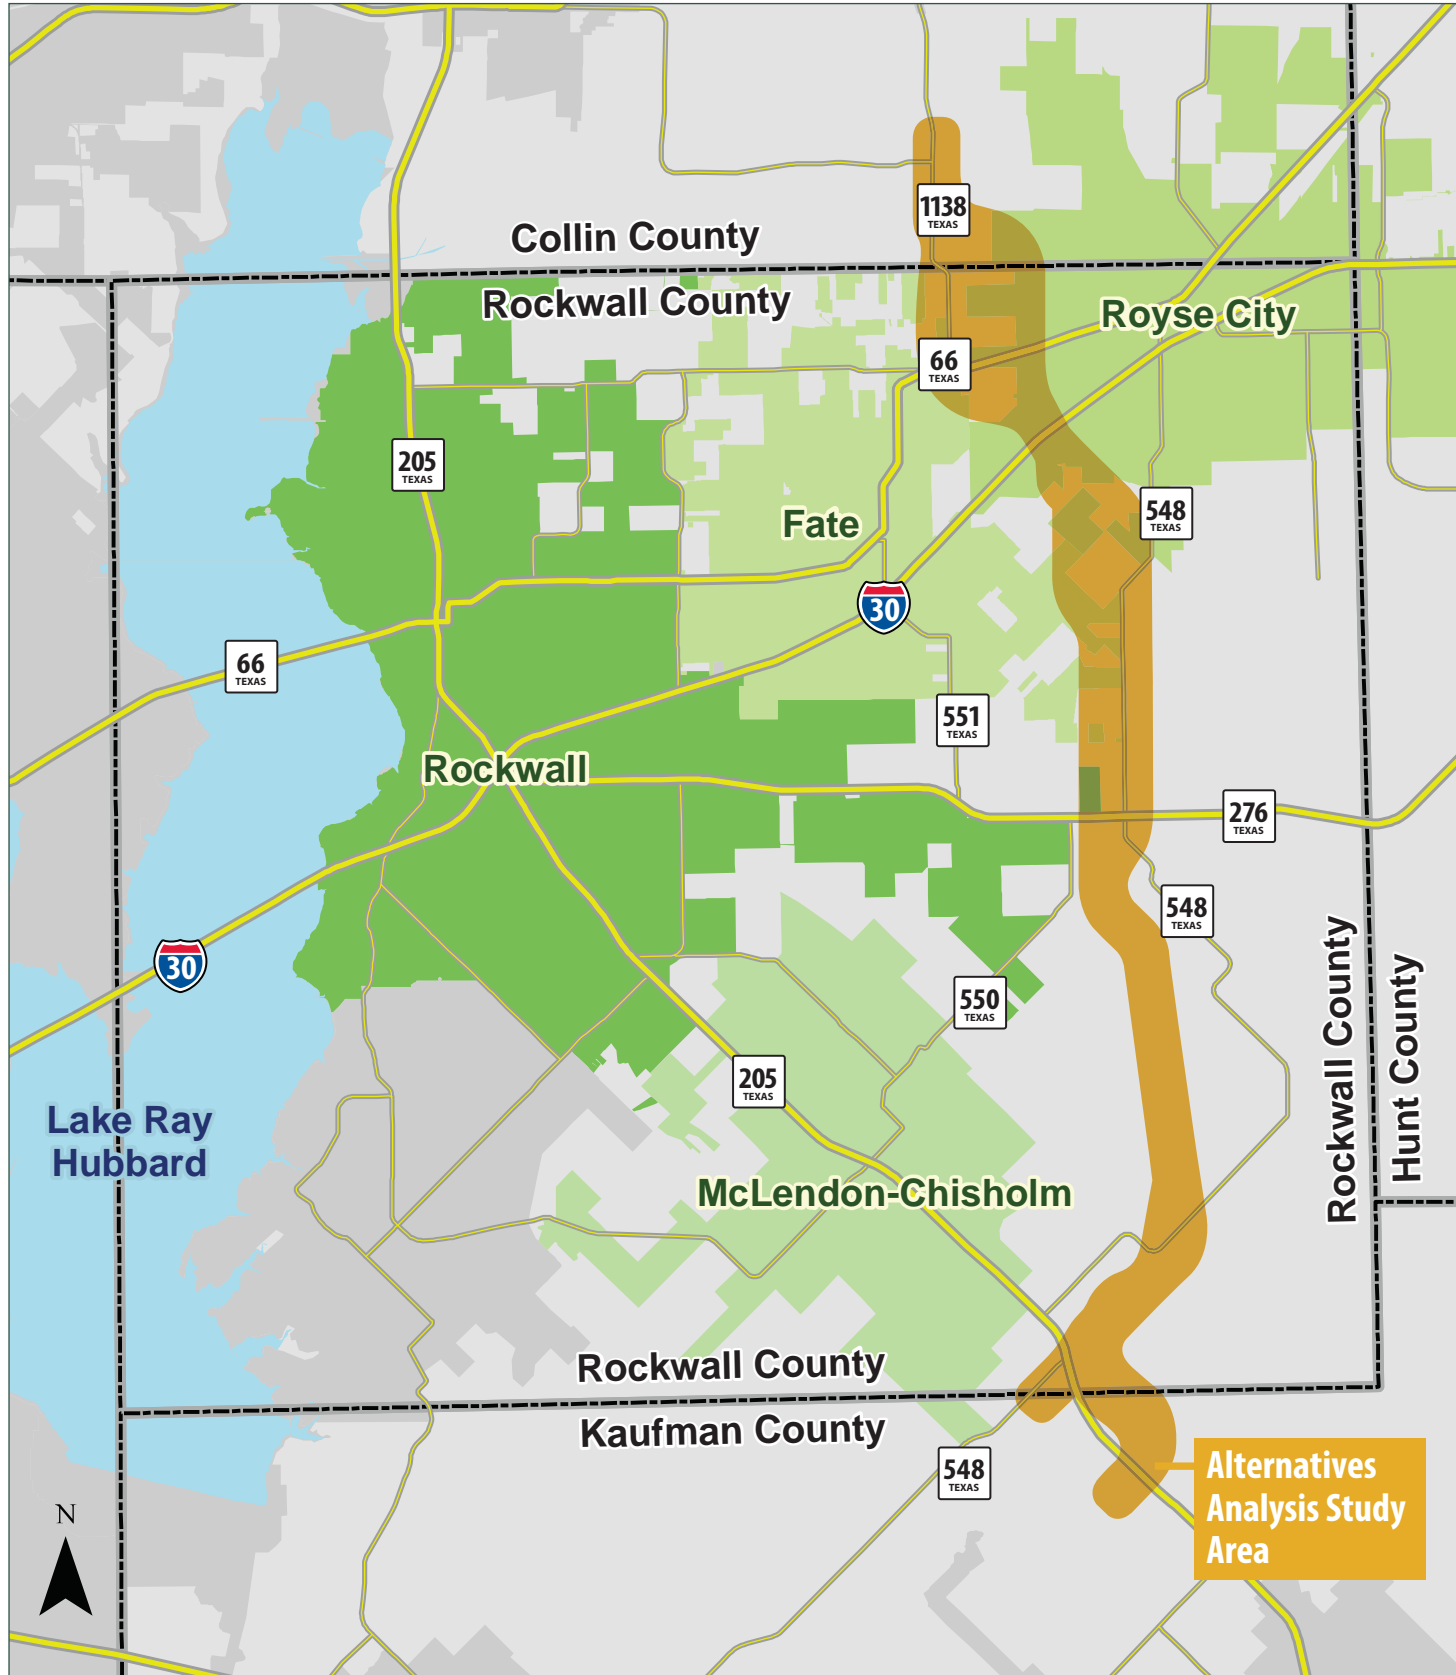 1138
TEXAS
Collin County
Rockwall County
Royse City
66
TEXAS
205
TEXAS
Fate
548
TEXAS
30
66
TEXAS
551
TEXAS
Rockwall
276
TEXAS
548
TEXAS
30
550
TEXAS
Rockwall County
Hunt County
205
TEXAS
Lake Ray
Hubbard
McLendon-Chisholm
Rockwall County
Kaufman County
548
TEXAS
Alternatives
Analysis Study
Area
N